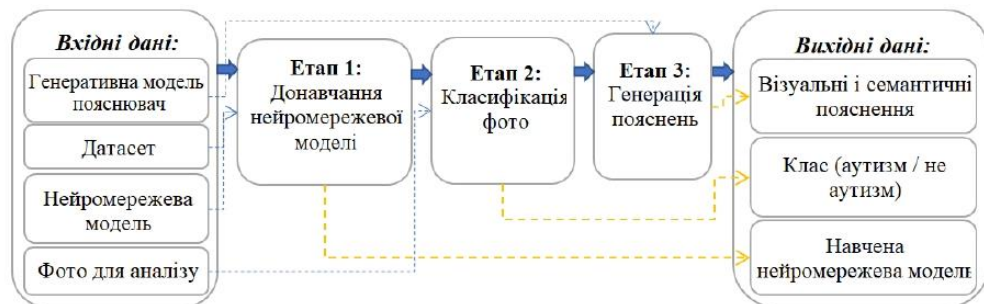 Вхідні дані:
Генеративна модель
пояснювач
Датасет
Нейромережева
модель
Фото для аналізу
Етап 1:
Донавчання
нейромережевої
моделі
Етап 2:
Класифікація
фото
Етап 3:
Генерація
пояснень
Вихідні дані:
Візуальні і семантичні
пояснення
Клас (аутизм / не
аутизм)
Навчена
нейромережева модель